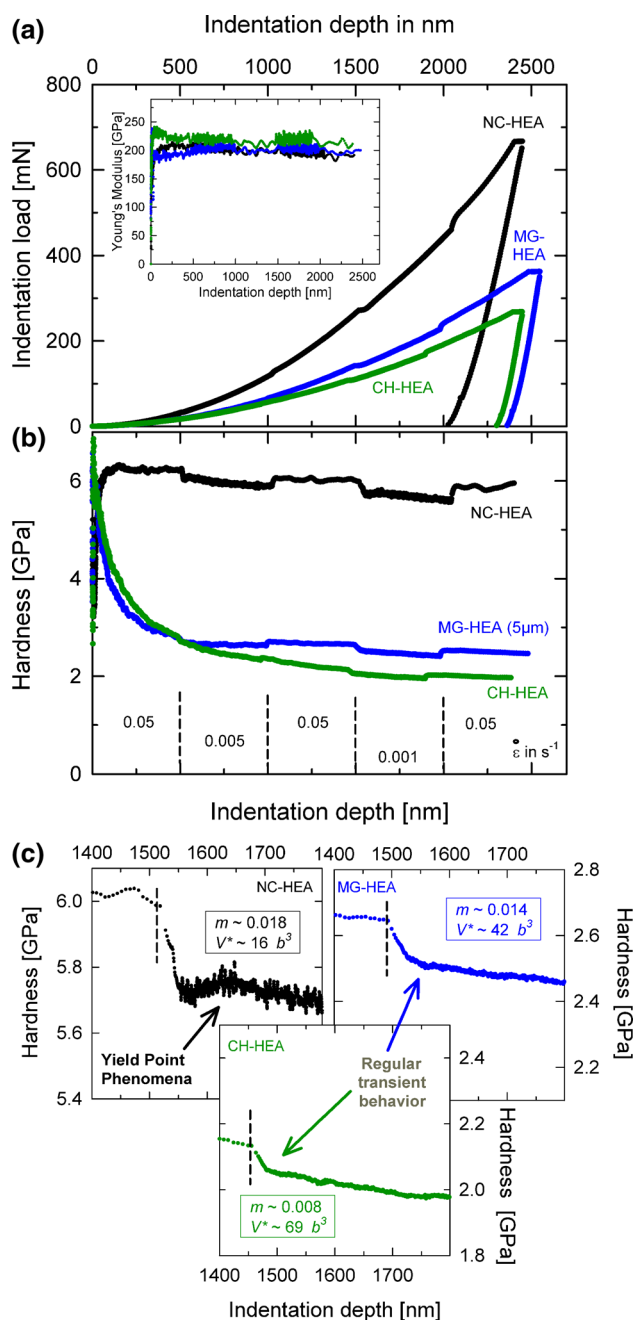 (a)
Indentation depth in nm
0 500 1000 1500 2000 2500
800
600
400
200
0
Indentation load [mN]
250
200
150
100
50
0
Young's Modulus [GPa]
0 500 1000 1500 2000 2500
Indentation depth [nm]
NC-HEA
MG-
HEA
CH-HEA
(b)
6
4
2
0
Hardness [GPa]
NC-HEA
MG-HEA (5µm)
CH-HEA
0.05
0.005
0.05
0.001
0.05
ε̊ in s⁻¹
Indentation depth [nm]
(c)
1400 1500 1600 1700
NC-HEA
6.0
5.7
5.4
Hardness [GPa]
m ~ 0.018
V* ~ 16 b³
Yield Point
Phenomena
1400 1500 1600 1700
MG-HEA
2.8
2.6
2.4
2.2
Hardness [GPa]
m ~ 0.014
V* ~ 42 b³
CH-HEA
Regular
transient
behavior
2.4
2.2
2.0
1.8
Hardness [GPa]
m ~ 0.008
V* ~ 69 b³
1400 1500 1600 1700
Indentation depth [nm]